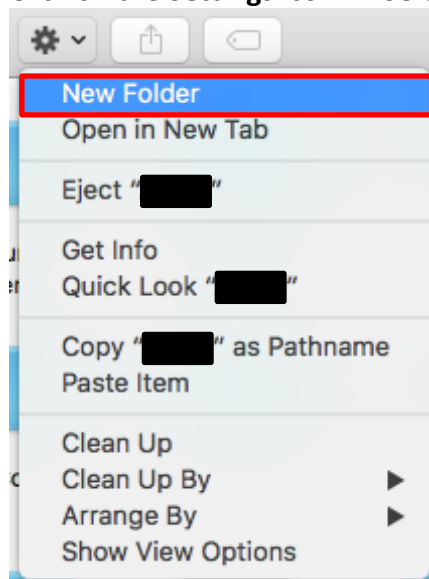 New Folder
Open in New Tab
Eject “ ”
Get Info
Quick Look “ ”
Copy “ ” as Pathname
Paste Item
Clean Up
Clean Up By
Arrange By
Show View Options